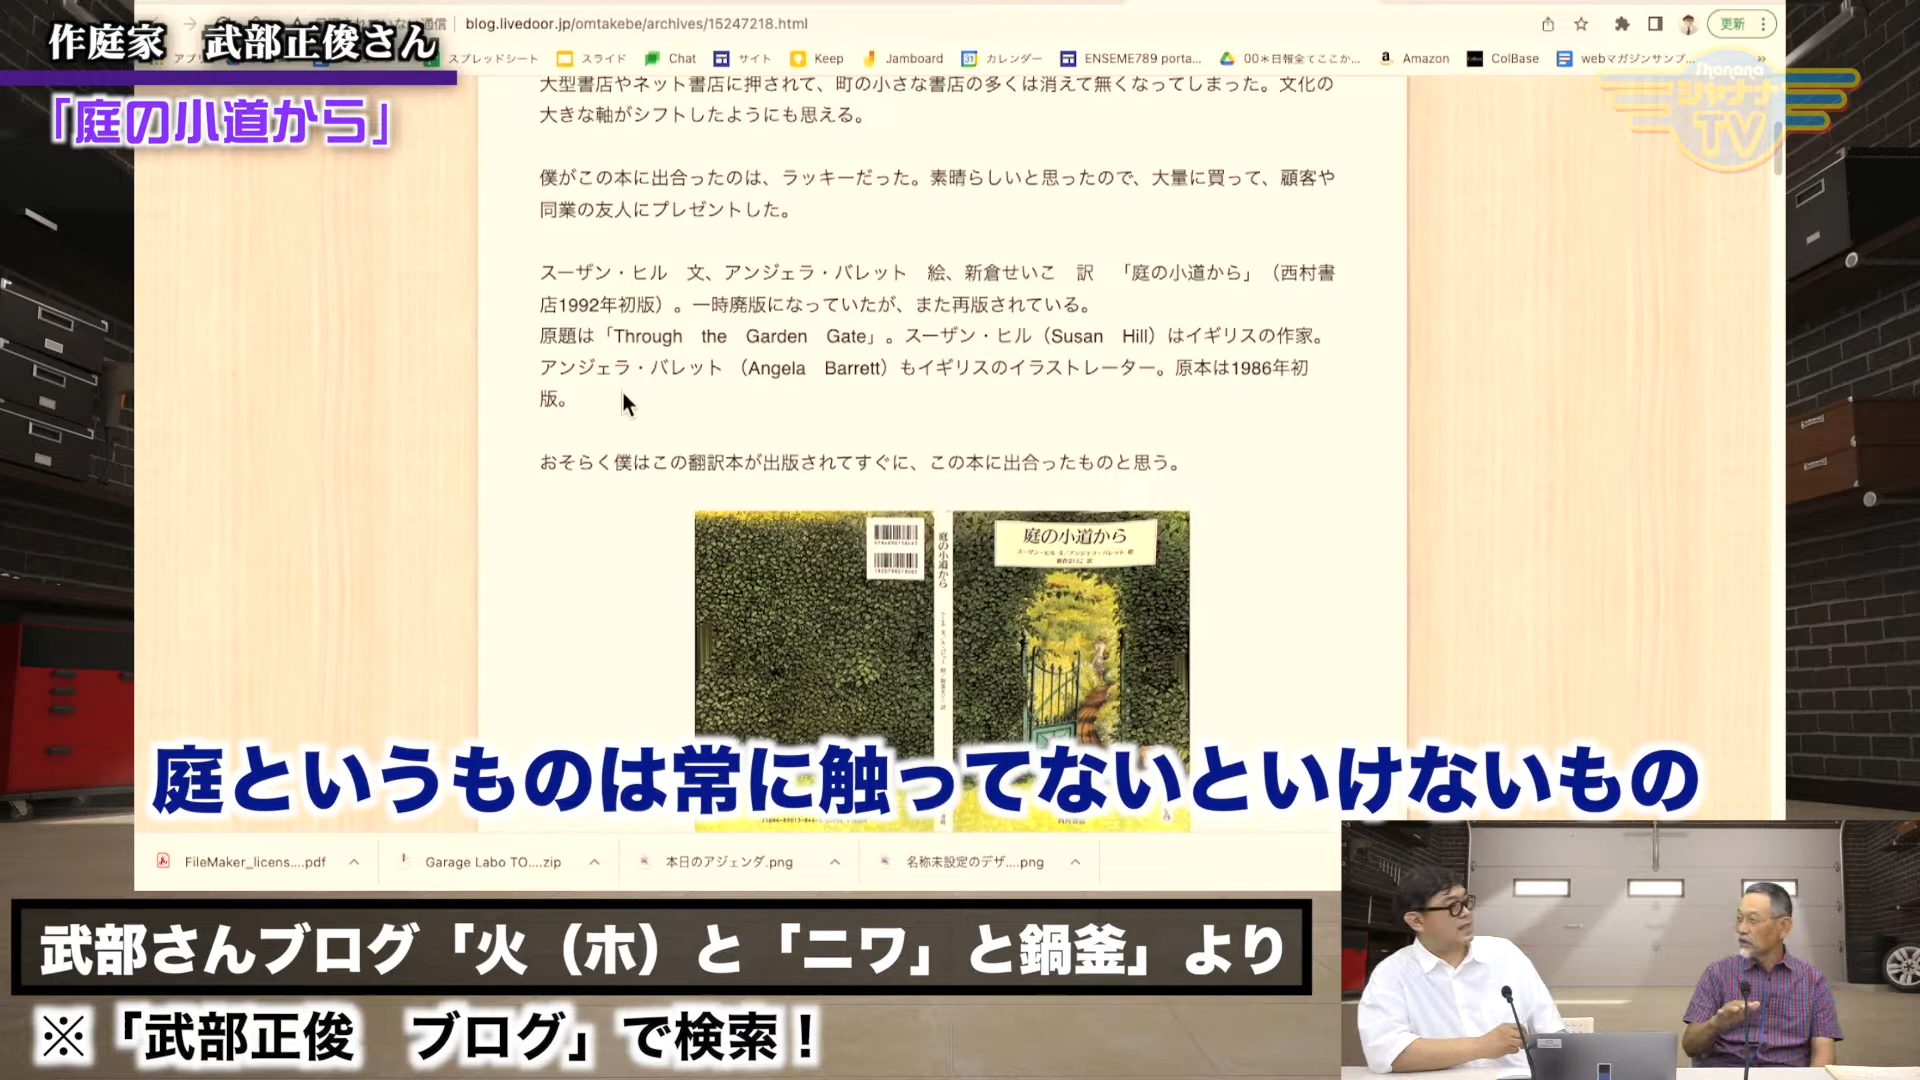 作庭家　武部正俊さん
「庭の小道から」
blog.livedoor.jp/omtakebe/archives/15247218.html
更新
スプレッドシート
スライド
Chat
サイト
Keep
Jamboard
カレンダー
ENSEME789 porta...
00＊日報全てここか...
Amazon
ColBase
webマガジンサンプ...
»
shanana
シャナナ
TV
大型書店やネット書店に押されて、町の小さな書店の多くは消えて無くなってしまった。文化の
大きな軸がシフトしたようにも思える。
僕がこの本に出合ったのは、ラッキーだった。素晴らしいと思ったので、大量に買って、顧客や
同業の友人にプレゼントした。
スーザン・ヒル　文、アンジェラ・バレット　絵、新倉せいこ　訳　「庭の小道から」（西村書
店1992年初版）。一時廃版になっていたが、また再版されている。
原題は「Through　the　Garden　Gate」。スーザン・ヒル（Susan　Hill）はイギリスの作家。
アンジェラ・バレット　（Angela　Barrett）もイギリスのイラストレーター。原本は1986年初
版。
おそらく僕はこの翻訳本が出版されてすぐに、この本に出合ったものと思う。
庭の小道から
庭の小道から
庭というものは常に触ってないといけないもの
FileMaker_licens....pdf
Garage Labo TO....zip
本日のアジェンダ.png
名称未設定のデザ....png
武部さんブログ「火（ホ）と「ニワ」と鍋釜」より
※「武部正俊　ブログ」で検索！